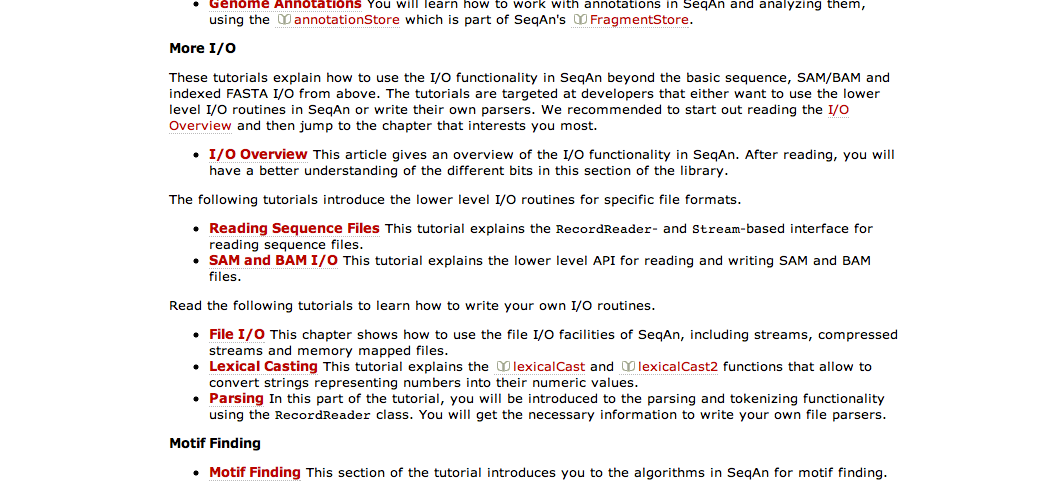 Genome Annotations You will learn how to work with annotations in SeqAn and analyzing them,
using the annotationStore which is part of SeqAn's FragmentStore.
More I/O
These tutorials explain how to use the I/O functionality in SeqAn beyond the basic sequence, SAM/BAM and
indexed FASTA I/O from above. The tutorials are targeted at developers that either want to use the lower
level I/O routines in SeqAn or write their own parsers. We recommended to start out reading the I/O
Overview and then jump to the chapter that interests you most.
I/O Overview This article gives an overview of the I/O functionality in SeqAn. After reading, you will
have a better understanding of the different bits in this section of the library.
The following tutorials introduce the lower level I/O routines for specific file formats.
Reading Sequence Files This tutorial explains the RecordReader- and Stream-based interface for
reading sequence files.
SAM and BAM I/O This tutorial explains the lower level API for reading and writing SAM and BAM
files.
Read the following tutorials to learn how to write your own I/O routines.
File I/O This chapter shows how to use the file I/O facilities of SeqAn, including streams, compressed
streams and memory mapped files.
Lexical Casting This tutorial explains the lexicalCast and lexicalCast2 functions that allow to
convert strings representing numbers into their numeric values.
Parsing In this part of the tutorial, you will be introduced to the parsing and tokenizing functionality
using the RecordReader class. You will get the necessary information to write your own file parsers.
Motif Finding
Motif Finding This section of the tutorial introduces you to the algorithms in SeqAn for motif finding.